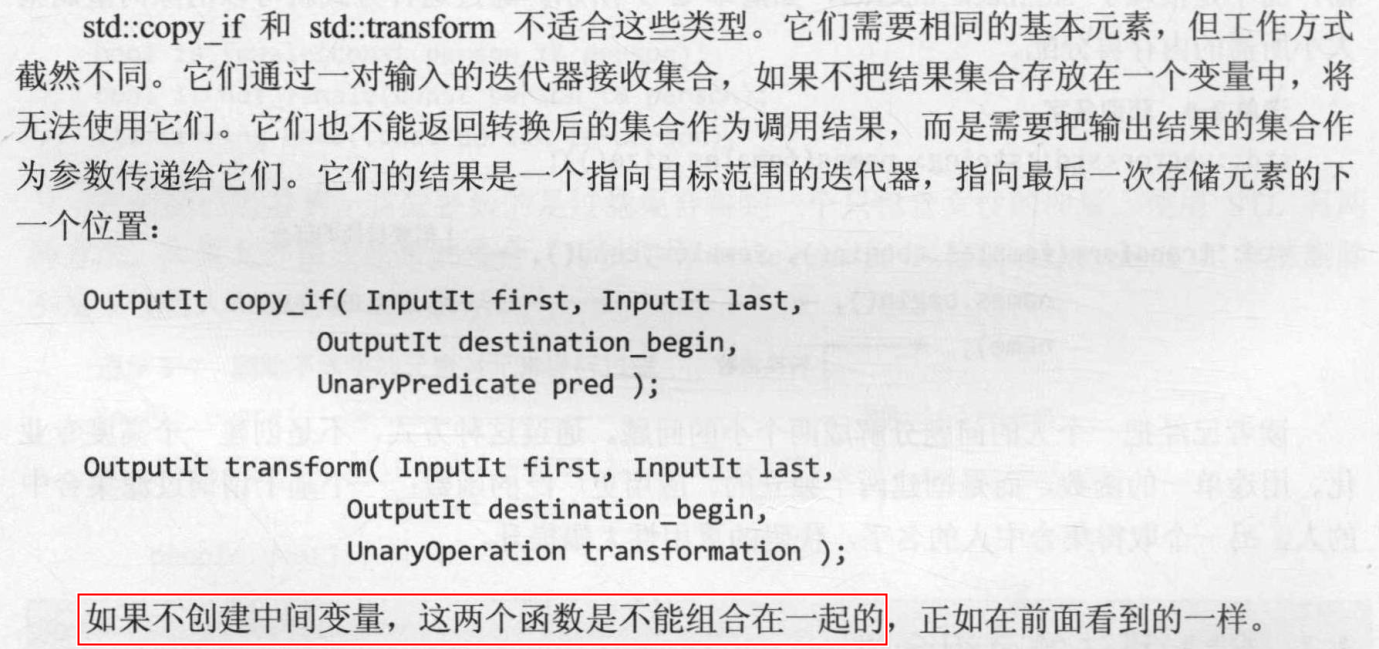 std::copy_if 和 std::transform 不适合这些类型。它们需要相同的基本元素，但工作方式
截然不同。它们通过一对输入的迭代器接收集合，如果不把结果集合存放在一个变量中，将
无法使用它们。它们也不能返回转换后的集合作为调用结果，而是需要把输出结果的集合作
为参数传递给它们。它们的结果是一个指向目标范围的迭代器，指向最后一次存储元素的下
一个位置：
OutputIt copy_if( InputIt first, InputIt last,
OutputIt destination_begin,
UnaryPredicate pred );
OutputIt transform( InputIt first, InputIt last,
OutputIt destination_begin,
UnaryOperation transformation );
如果不创建中间变量，这两个函数是不能组合在一起的，正如在前面看到的一样。